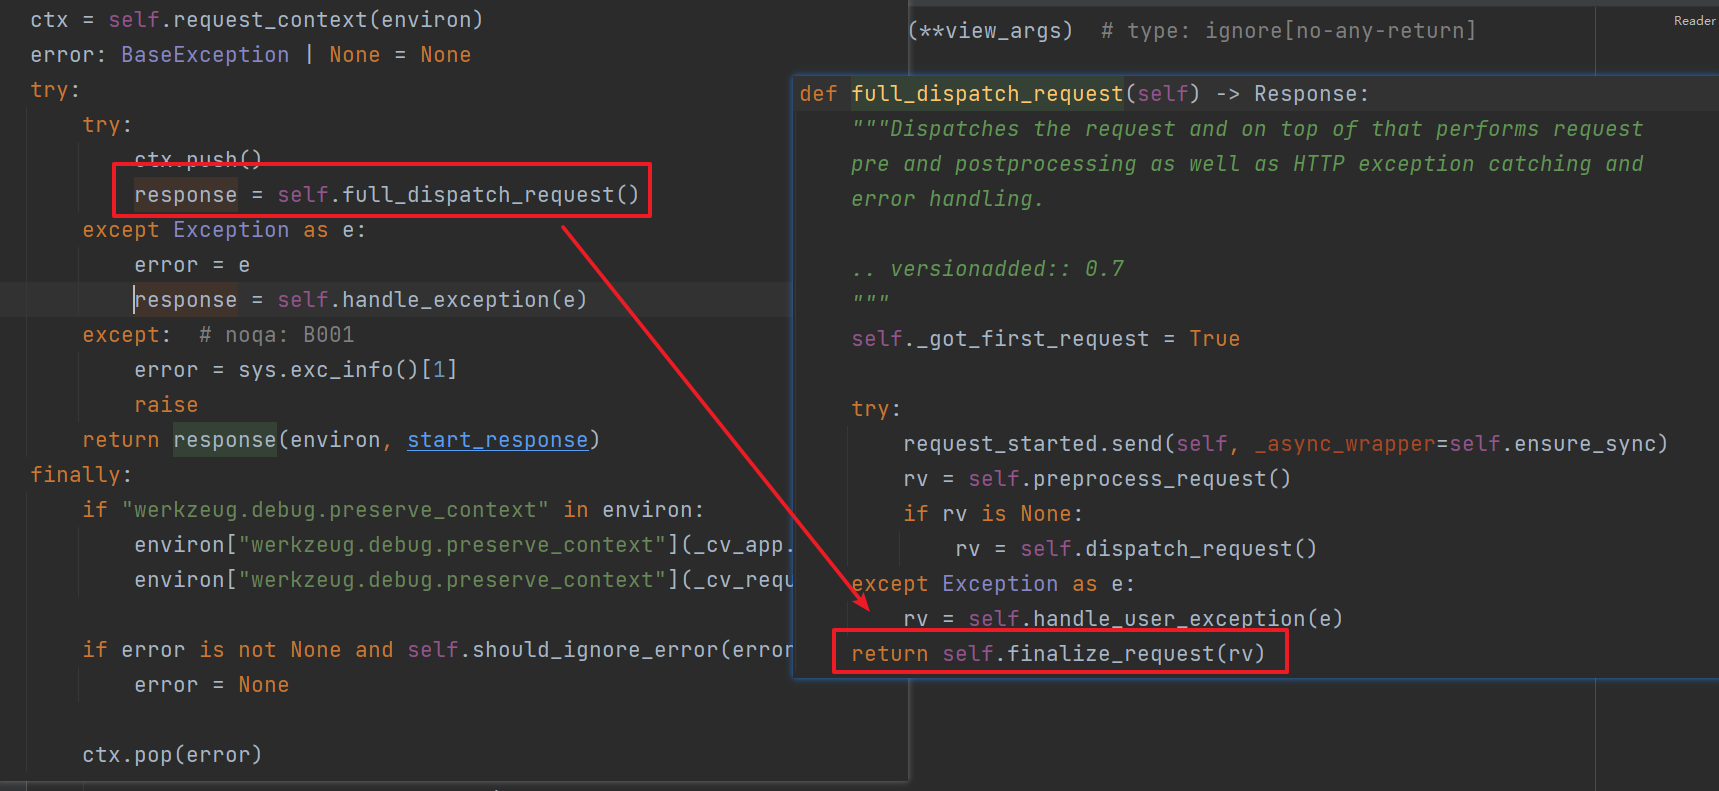 ctx = self.request_context(environ)
error: BaseException | None = None
try:
try:
ctx.push()
response = self.full_dispatch_request()
except Exception as e:
error = e
response = self.handle_exception(e)
except:  # noqa: B001
error = sys.exc_info()[1]
raise
return response(environ, start_response)
finally:
if "werkzeug.debug.preserve_context" in environ:
environ["werkzeug.debug.preserve_context"](_cv_app.
environ["werkzeug.debug.preserve_context"](_cv_requ
if error is not None and self.should_ignore_error(error
error = None
ctx.pop(error)
(**view_args)  # type: ignore[no-any-return]
Reader
def full_dispatch_request(self) -> Response:
"""Dispatches the request and on top of that performs request
pre and postprocessing as well as HTTP exception catching and
error handling.
.. versionadded:: 0.7
"""
self._got_first_request = True
try:
request_started.send(self, _async_wrapper=self.ensure_sync)
rv = self.preprocess_request()
if rv is None:
rv = self.dispatch_request()
except Exception as e:
rv = self.handle_user_exception(e)
return self.finalize_request(rv)